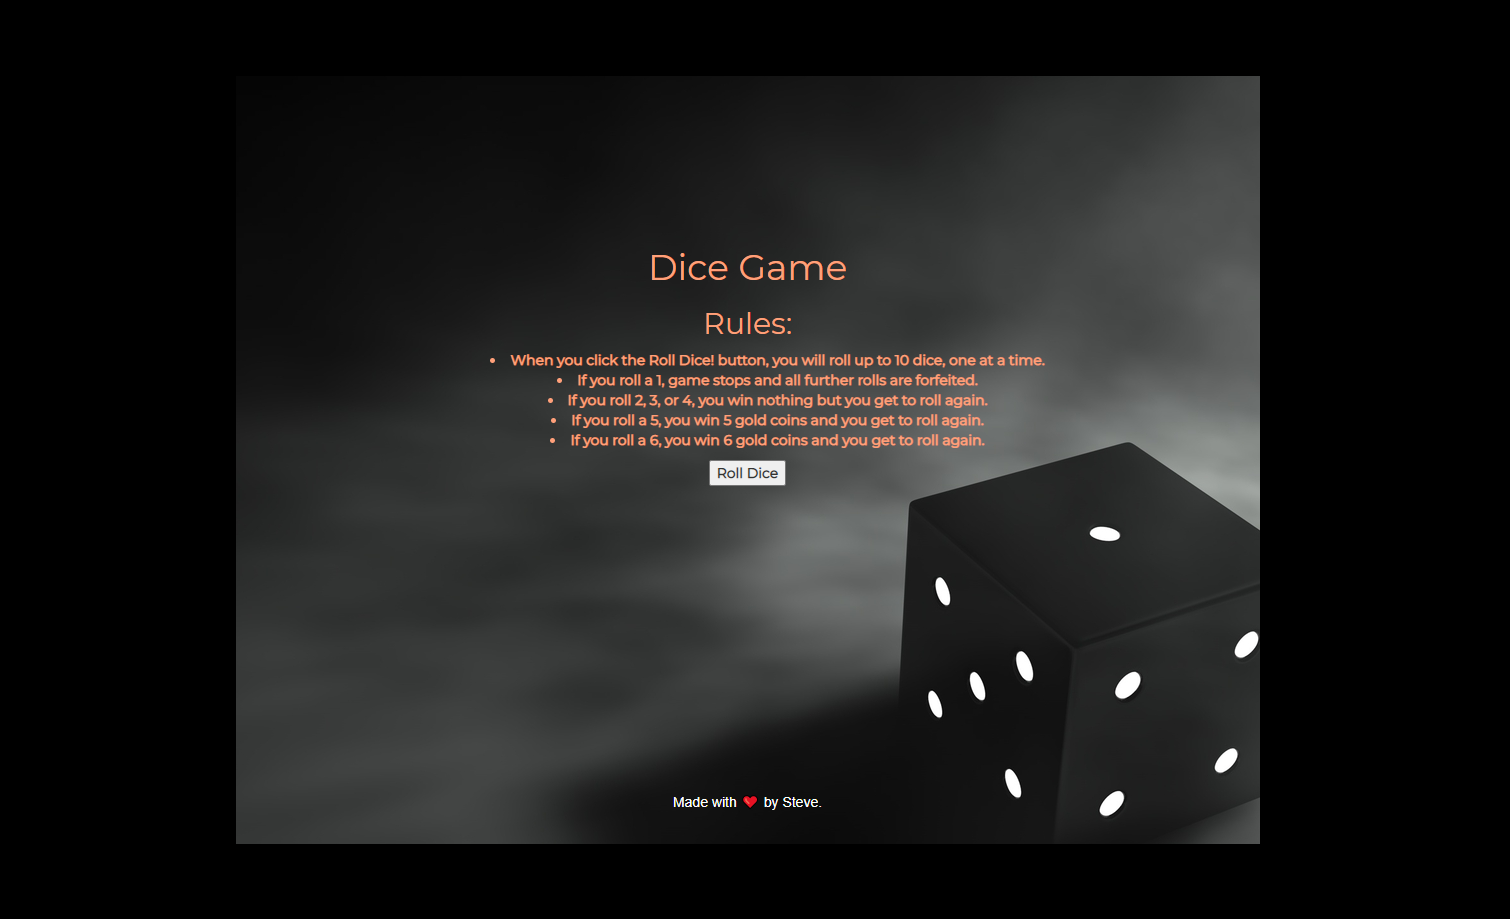 Dice Game
Rules:
• When you click the Roll Dice! button, you will roll up to 10 dice, one at a time.
• If you roll a 1, game stops and all further rolls are forfeited.
• If you roll 2, 3, or 4, you win nothing but you get to roll again.
• If you roll a 5, you win 5 gold coins and you get to roll again.
• If you roll a 6, you win 6 gold coins and you get to roll again.
Roll Dice
Made with ❤️ by Steve.